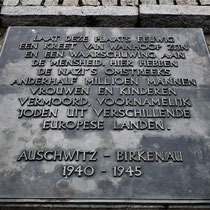 LAAT DEZE PLAATS EEUWIG
EEN KREET VAN WANHOOP ZIJN
EN EEN WAARSCHUWING AAN
DE MENSHEID. HIER HEBBEN
DE NAZI'S OMSTREEKS
ANDERHALF MILLIOEN MANNEN
VROUWEN EN KINDEREN
VERMOORD, VOORNAMELIJK
JODEN UIT VERSCHILLENDE
EUROPESE LANDEN.
AUSCHWITZ - BIRKENAU
1940 - 1945